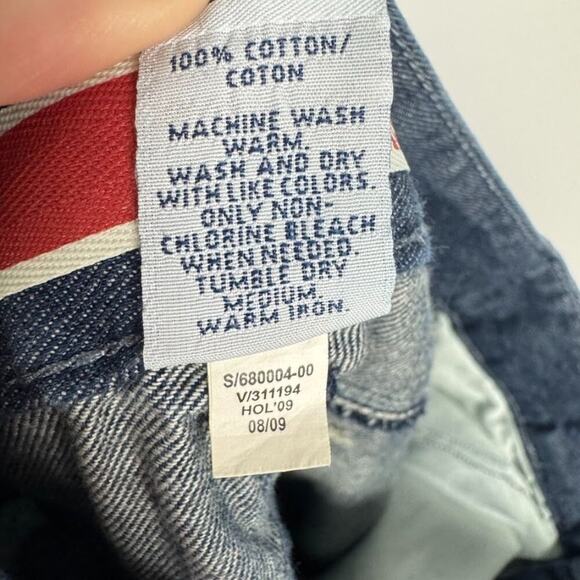 100% COTTON/
COTON
MACHINE WASH
WARM.
WASH AND DRY
WITH LIKE COLORS.
ONLY NON-
CHLORINE BLEACH
WHEN NEEDED.
TUMBLE DRY
MEDIUM.
WARM IRON.
S/680004-00
V/311194
HOL'09
08/09